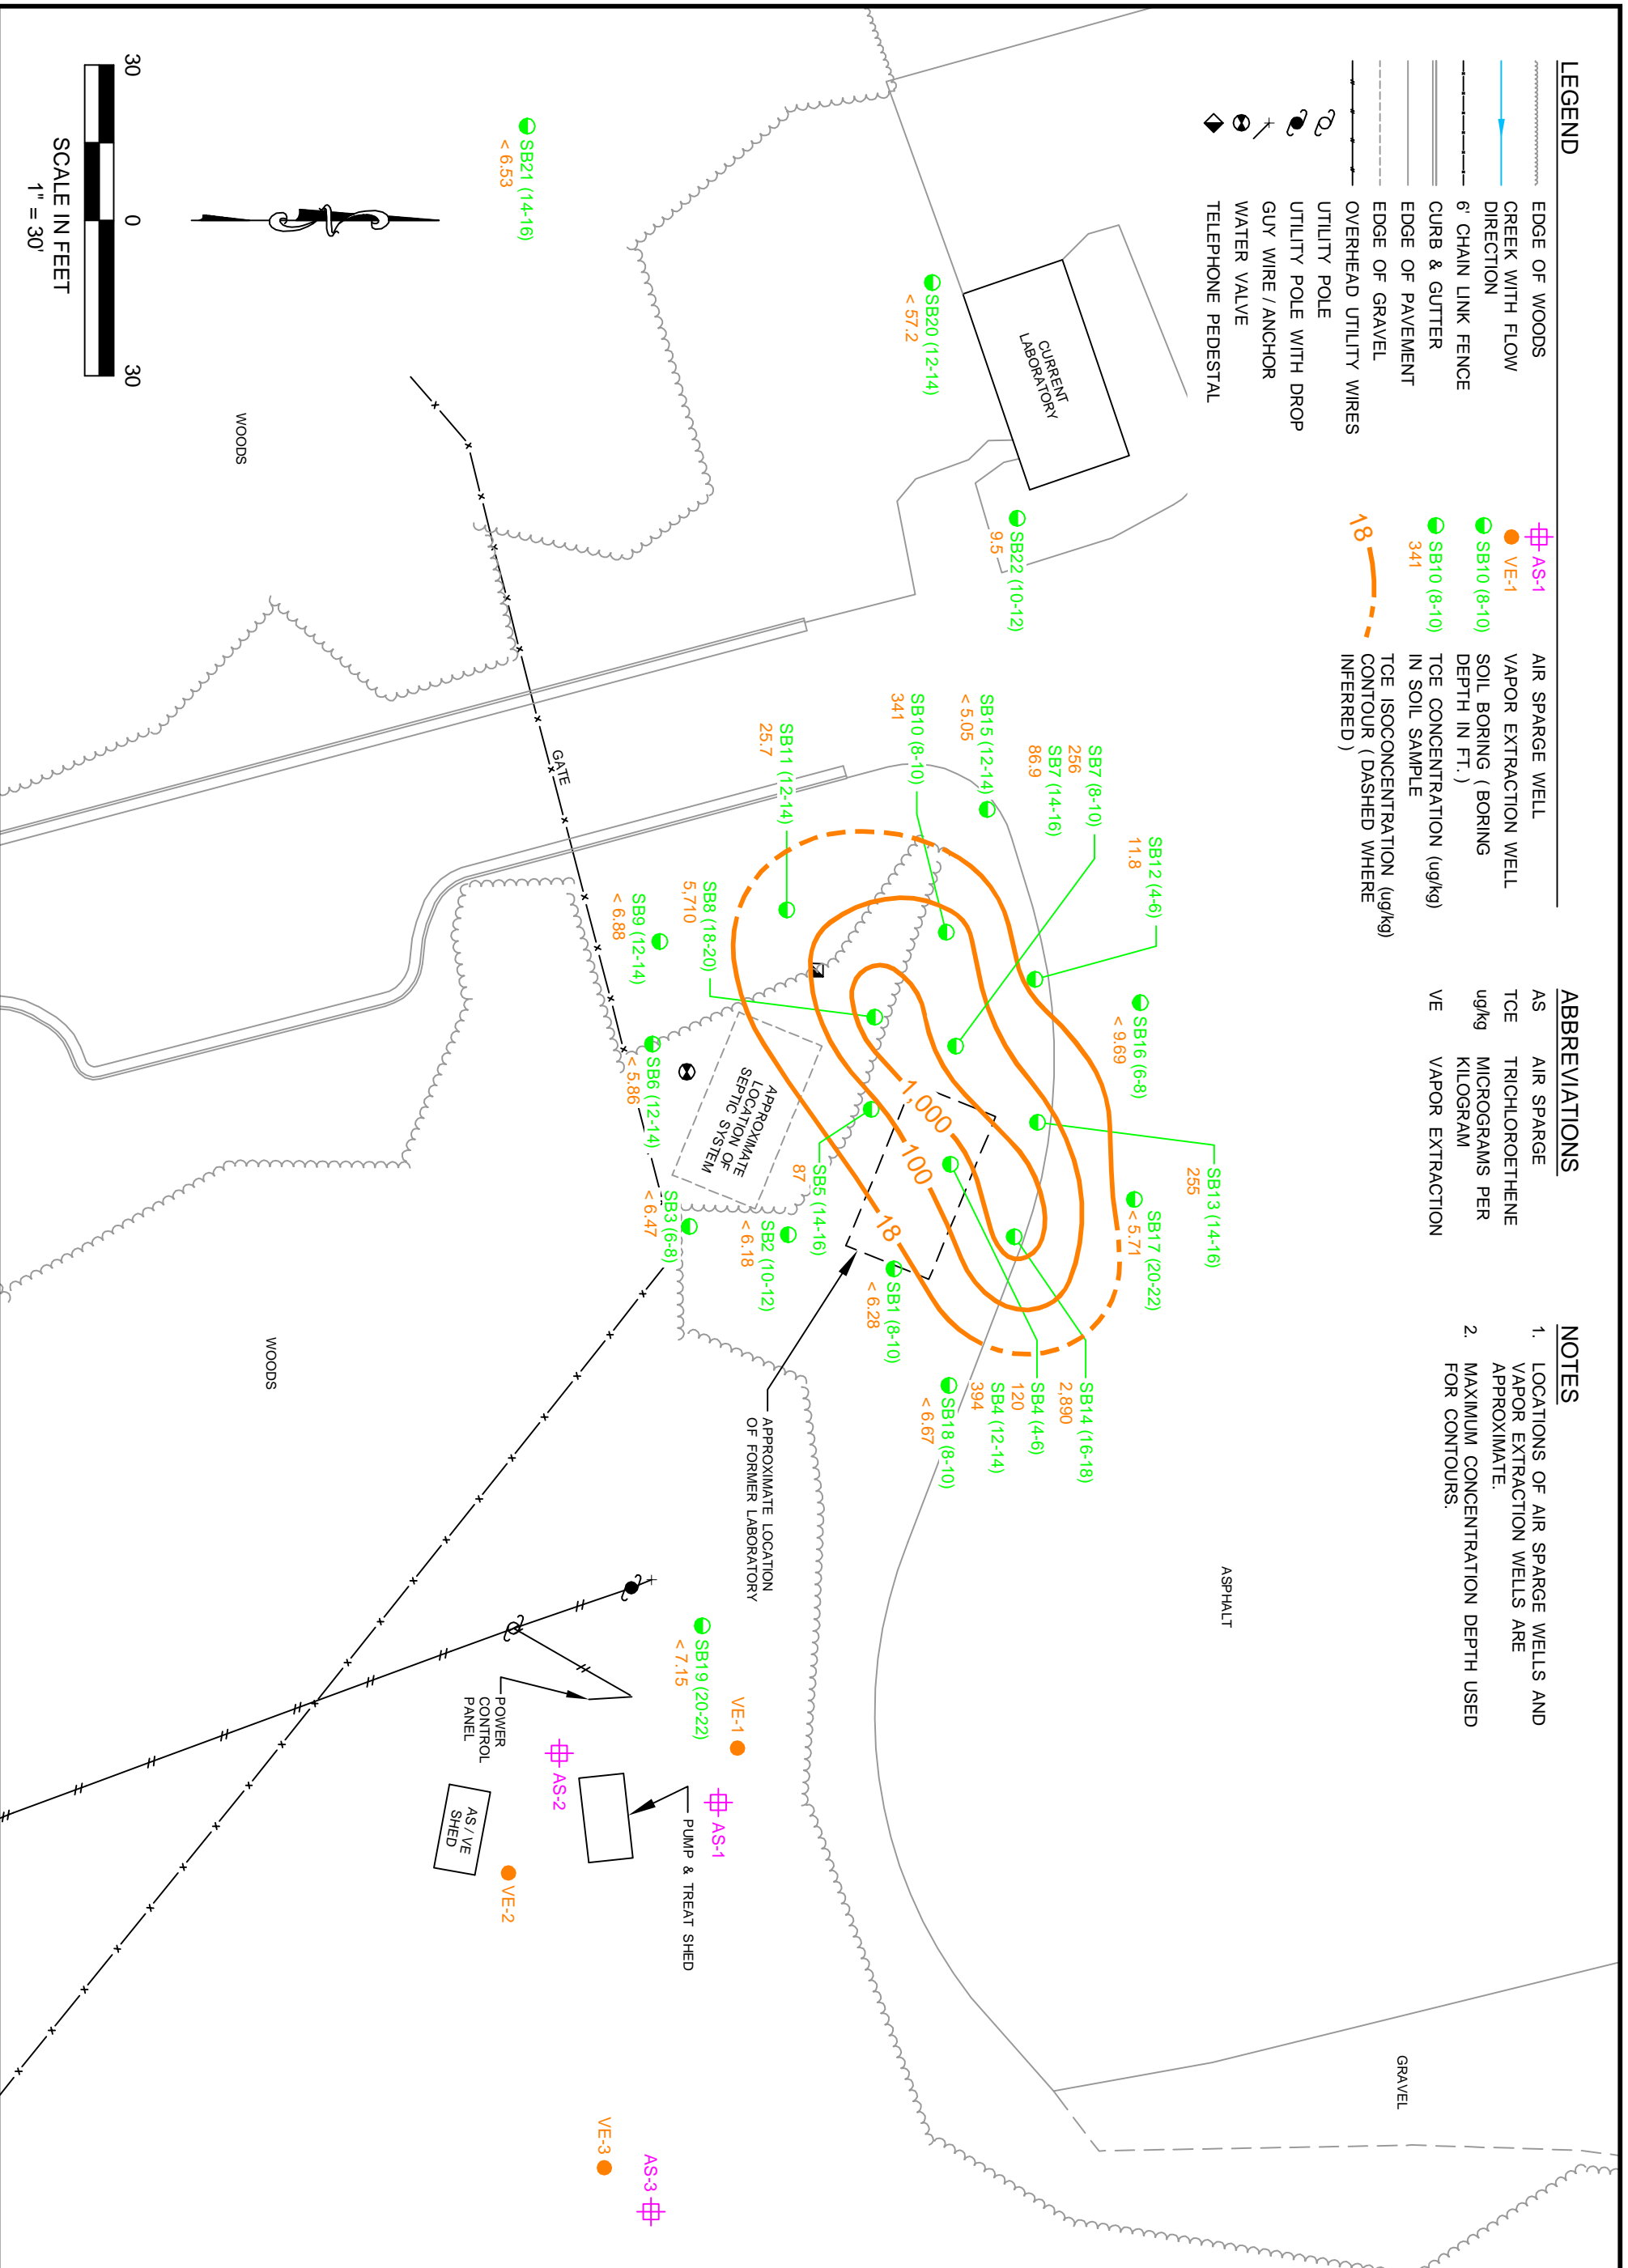 LEGEND
EDGE OF WOODS
CREEK WITH FLOW
DIRECTION
6' CHAIN LINK FENCE
CURB & GUTTER
EDGE OF PAVEMENT
EDGE OF GRAVEL
OVERHEAD UTILITY WIRES
UTILITY POLE
UTILITY POLE WITH DROP
GUY WIRE / ANCHOR
WATER VALVE
TELEPHONE PEDESTAL
AS-1
AIR SPARGE WELL
VE-1
VAPOR EXTRACTION WELL
SB10 (8-10)
SOIL BORING ( BORING
DEPTH IN FT. )
SB10 (8-10)
341
TCE CONCENTRATION (ug/kg)
IN SOIL SAMPLE
18
TCE ISOCONCENTRATION (ug/kg)
CONTOUR ( DASHED WHERE
INFERRED )
ABBREVIATIONS
AS AIR SPARGE
TCE TRICHLOROETHENE
ug/kg MICROGRAMS PER
KILOGRAM
VE VAPOR EXTRACTION
NOTES
1. LOCATIONS OF AIR SPARGE WELLS AND
VAPOR EXTRACTION WELLS ARE
APPROXIMATE.
2. MAXIMUM CONCENTRATION DEPTH USED
FOR CONTOURS.
CURRENT
LABORATORY
SB20 (12-14)
< 57.2
SB22 (10-12)
9.5
SB21 (14-16)
< 6.53
SB15 (12-14)
< 5.05
SB10 (8-10)
341
SB7 (8-10)
256
SB7 (14-16)
86.9
SB12 (4-6)
11.8
SB16 (6-8)
< 9.69
SB13 (14-16)
255
SB17 (20-22)
< 5.71
SB11 (12-14)
25.7
SB8 (18-20)
5,710
SB9 (12-14)
< 6.88
SB6 (12-14)
< 5.86
1,000
100
18
SB5 (14-16)
87
SB14 (16-18)
2,890
SB4 (4-6)
120
SB4 (12-14)
394
SB1 (8-10)
< 6.28
SB18 (8-10)
< 6.67
SB2 (10-12)
< 6.18
SB3 (6-8)
< 6.47
APPROXIMATE
LOCATION OF
SEPTIC SYSTEM
APPROXIMATE LOCATION
OF FORMER LABORATORY
GATE
ASPHALT
GRAVEL
SB19 (20-22)
< 7.15
VE-1
AS-1
PUMP & TREAT SHED
AS-2
POWER
CONTROL
PANEL
AS / VE
SHED
VE-2
VE-3
AS-3
WOODS
WOODS
30 0 30
SCALE IN FEET
1" = 30'